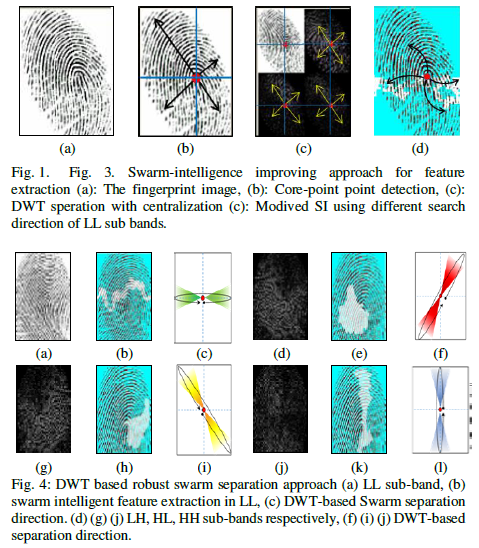 (a) (b) (c) (d)
Fig. 1. Fig. 3. Swarm-intelligence improving approach for feature
extraction (a): The fingerprint image, (b): Core-point point detection, (c):
DWT speration with centralization (c): Modived SI using different search
direction of LL sub bands.
(a) (b) (c) (d) (e) (f)
(g) (h) (i) (j) (k) (l)
Fig. 4: DWT based robust swarm separation approach (a) LL sub-band, (b)
swarm intelligent feature extraction in LL, (c) DWT-based Swarm separation
direction. (d) (g) (j) LH, HL, HH sub-bands respectively, (f) (i) (j) DWT-based
separation direction.